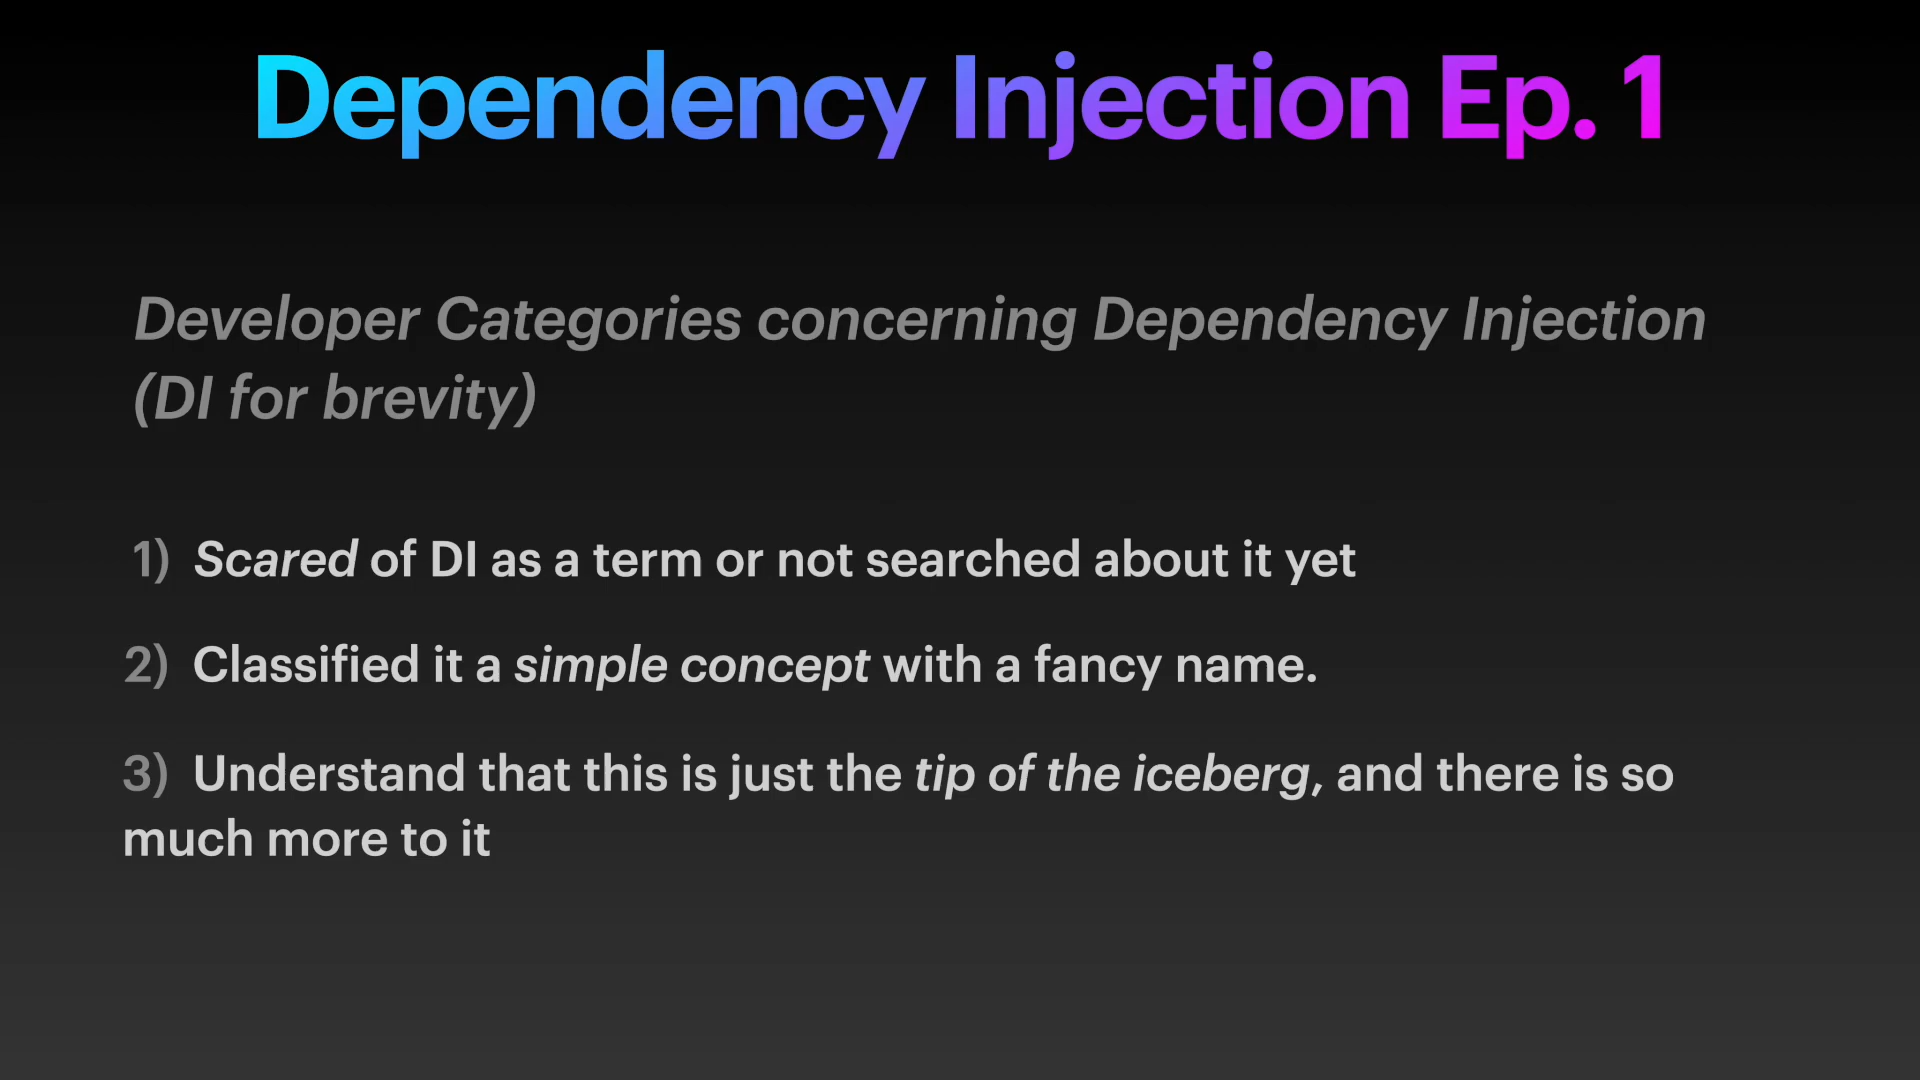 Dependency Injection Ep. 1
Developer Categories concerning Dependency Injection
(DI for brevity)
1) Scared of DI as a term or not searched about it yet
2) Classified it a simple concept with a fancy name.
3) Understand that this is just the tip of the iceberg, and there is so
much more to it